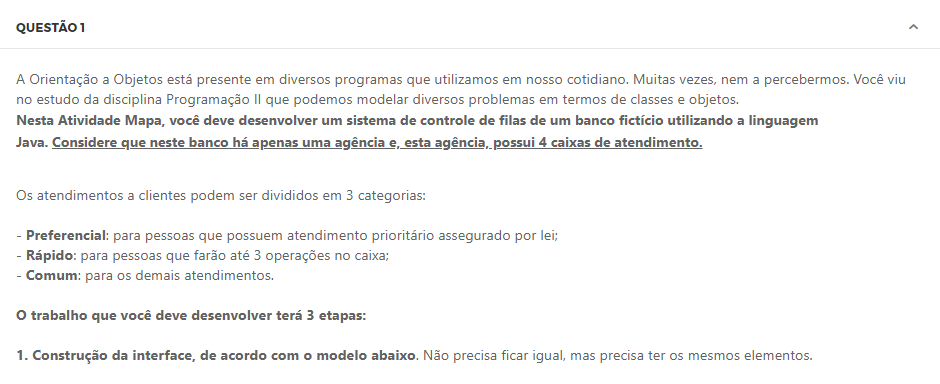 QUESTÃO 1
A Orientação a Objetos está presente em diversos programas que utilizamos em nosso cotidiano. Muitas vezes, nem a percebermos. Você viu
no estudo da disciplina Programação II que podemos modelar diversos problemas em termos de classes e objetos.
Nesta Atividade Mapa, você deve desenvolver um sistema de controle de filas de um banco fictício utilizando a linguagem
Java. Considere que neste banco há apenas uma agência e, esta agência, possui 4 caixas de atendimento.
Os atendimentos a clientes podem ser divididos em 3 categorias:
- Preferencial: para pessoas que possuem atendimento prioritário assegurado por lei;
- Rápido: para pessoas que farão até 3 operações no caixa;
- Comum: para os demais atendimentos.
O trabalho que você deve desenvolver terá 3 etapas:
1. Construção da interface, de acordo com o modelo abaixo. Não precisa ficar igual, mas precisa ter os mesmos elementos.